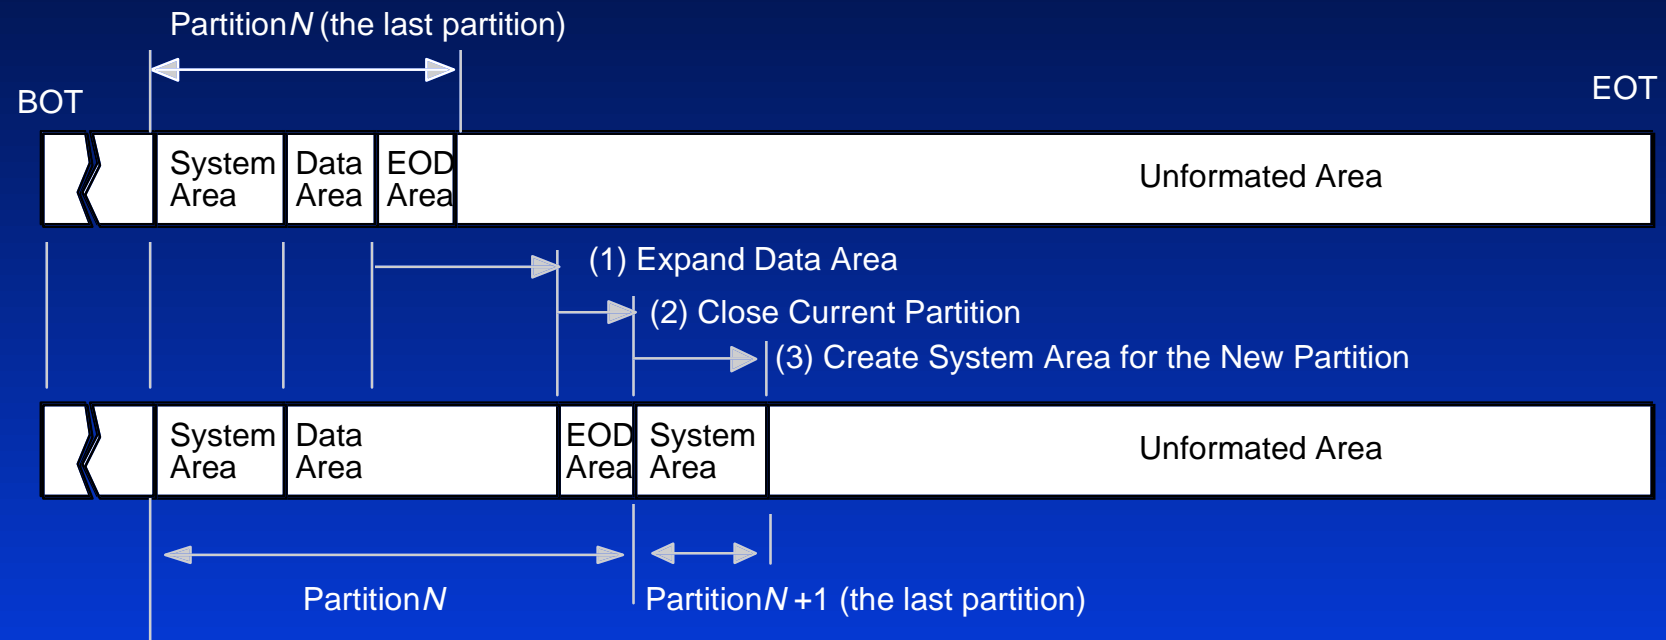 Partition N (the last partition)
BOT
EOT
System
Area
Data
Area
EOD
Area
Unformated Area
(1) Expand Data Area
(2) Close Current Partition
(3) Create System Area for the New Partition
System
Area
Data
Area
EOD
Area
System
Area
Unformated Area
Partition N
Partition N +1 (the last partition)